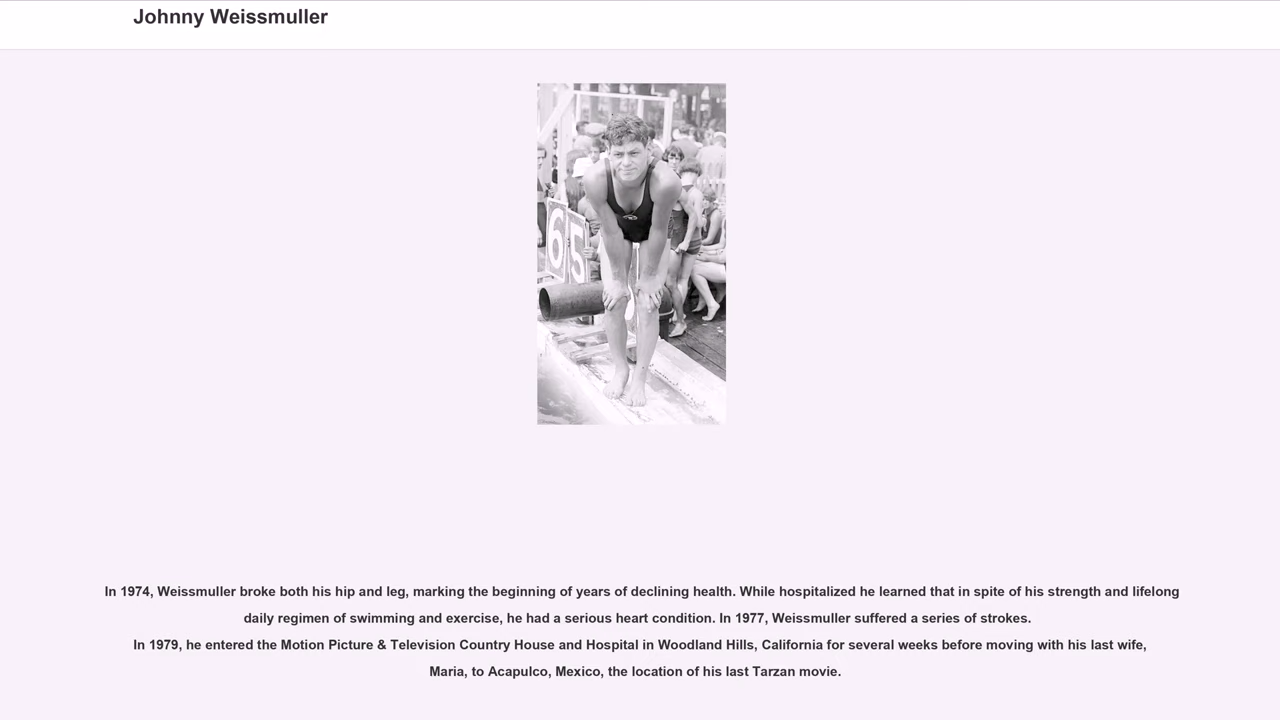 Johnny Weissmuller
65
In 1974, Weissmuller broke both his hip and leg, marking the beginning of years of declining health. While hospitalized he learned that in spite of his strength and lifelong
daily regimen of swimming and exercise, he had a serious heart condition. In 1977, Weissmuller suffered a series of strokes.
In 1979, he entered the Motion Picture & Television Country House and Hospital in Woodland Hills, California for several weeks before moving with his last wife,
Maria, to Acapulco, Mexico, the location of his last Tarzan movie.